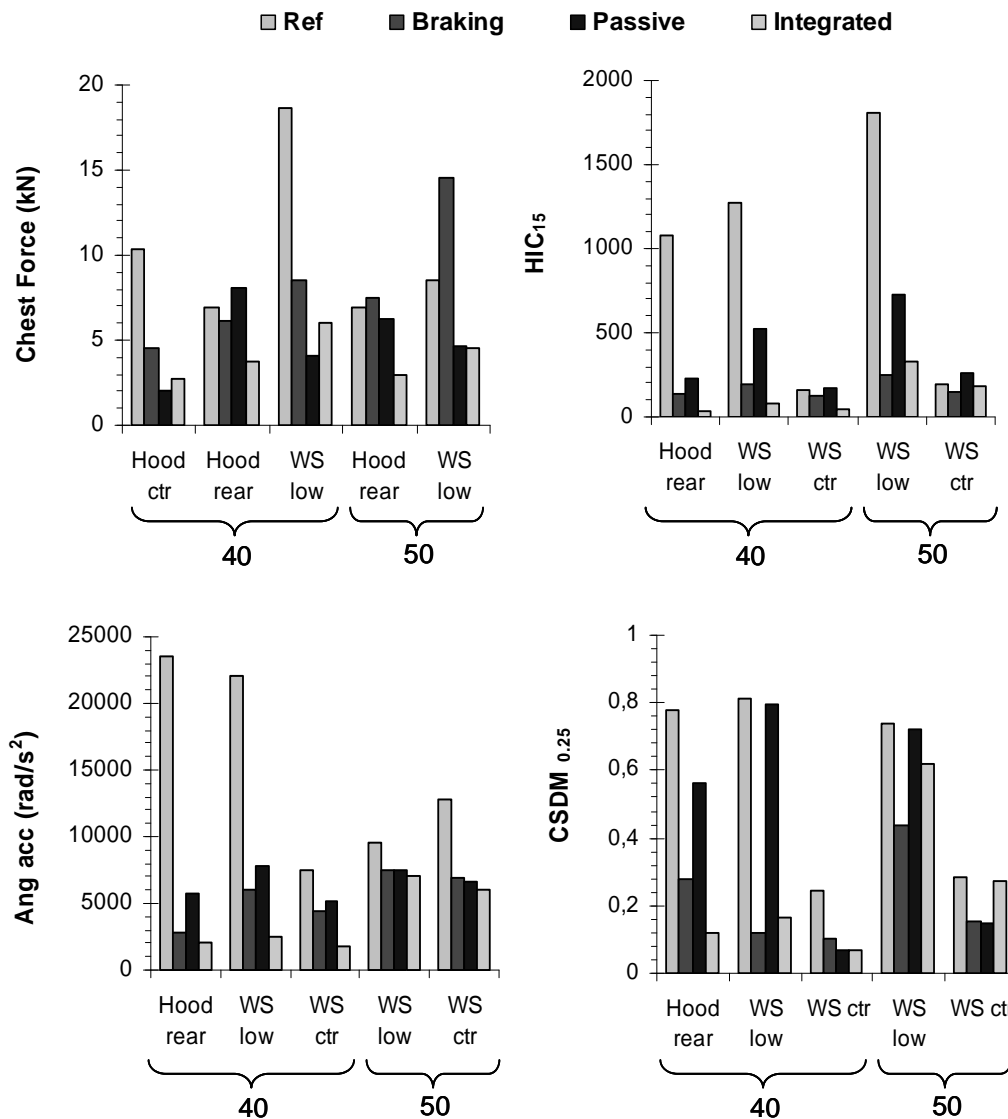 Ref Braking Passive Integrated
Chest Force (kN)
20
15
10
5
0
Hood ctr
Hood rear
WS low
Hood rear
WS low
40
50
HIC15
2000
1500
1000
500
0
Hood rear
WS low
WS ctr
WS low
WS ctr
40
50
Ang acc (rad/s²)
25000
20000
15000
10000
5000
0
Hood rear
WS low
WS ctr
WS low
WS ctr
40
50
CSDM 0.25
1
0,8
0,6
0,4
0,2
0
Hood rear
WS low
WS ctr
WS low
WS ct
40
50